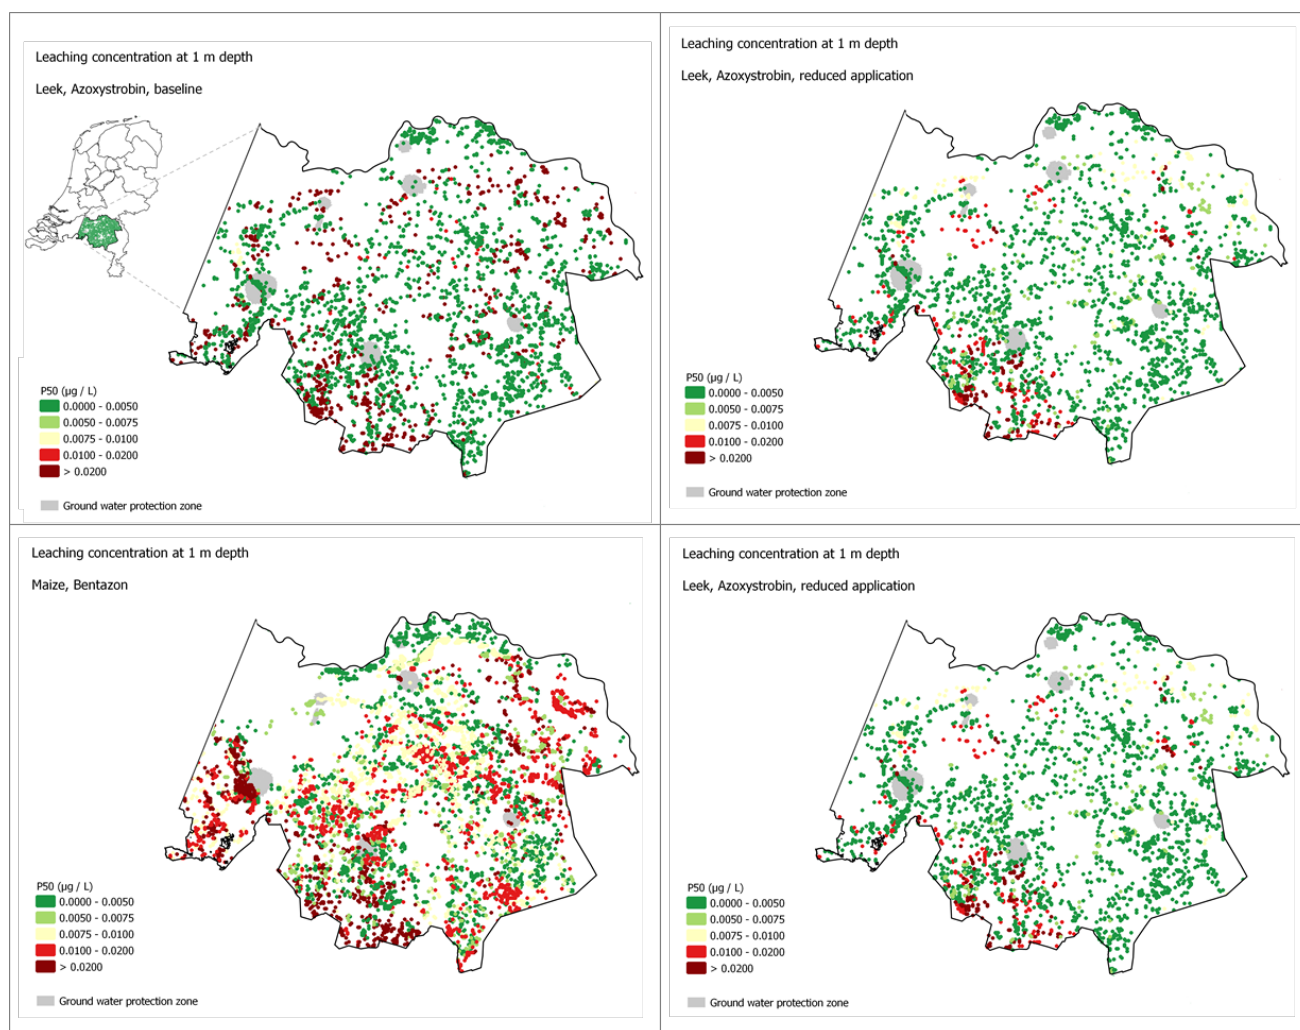 Leaching concentration at 1 m depth
Leek, Azoxystrobin, baseline
P50 (µg / L)
0.0000 - 0.0050
0.0050 - 0.0075
0.0075 - 0.0100
0.0100 - 0.0200
> 0.0200
Ground water protection zone
Leaching concentration at 1 m depth
Leek, Azoxystrobin, reduced application
P50 (µg / L)
0.0000 - 0.0050
0.0050 - 0.0075
0.0075 - 0.0100
0.0100 - 0.0200
> 0.0200
Ground water protection zone
Leaching concentration at 1 m depth
Maize, Bentazon
P50 (µg / L)
0.0000 - 0.0050
0.0050 - 0.0075
0.0075 - 0.0100
0.0100 - 0.0200
> 0.0200
Ground water protection zone
Leaching concentration at 1 m depth
Leek, Azoxystrobin, reduced application
P50 (µg / L)
0.0000 - 0.0050
0.0050 - 0.0075
0.0075 - 0.0100
0.0100 - 0.0200
> 0.0200
Ground water protection zone